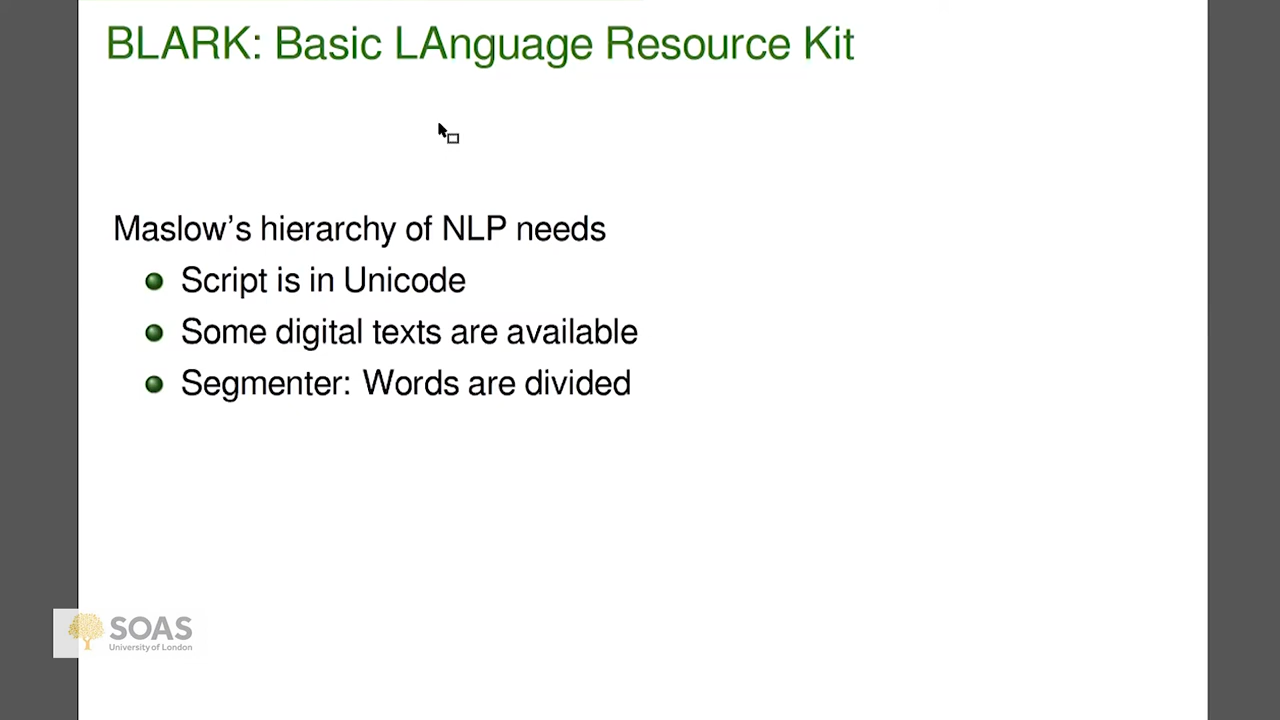 BLARK: Basic LAnguage Resource Kit
Maslow's hierarchy of NLP needs
Script is in Unicode
Some digital texts are available
Segmenter: Words are divided
SOAS
University of London